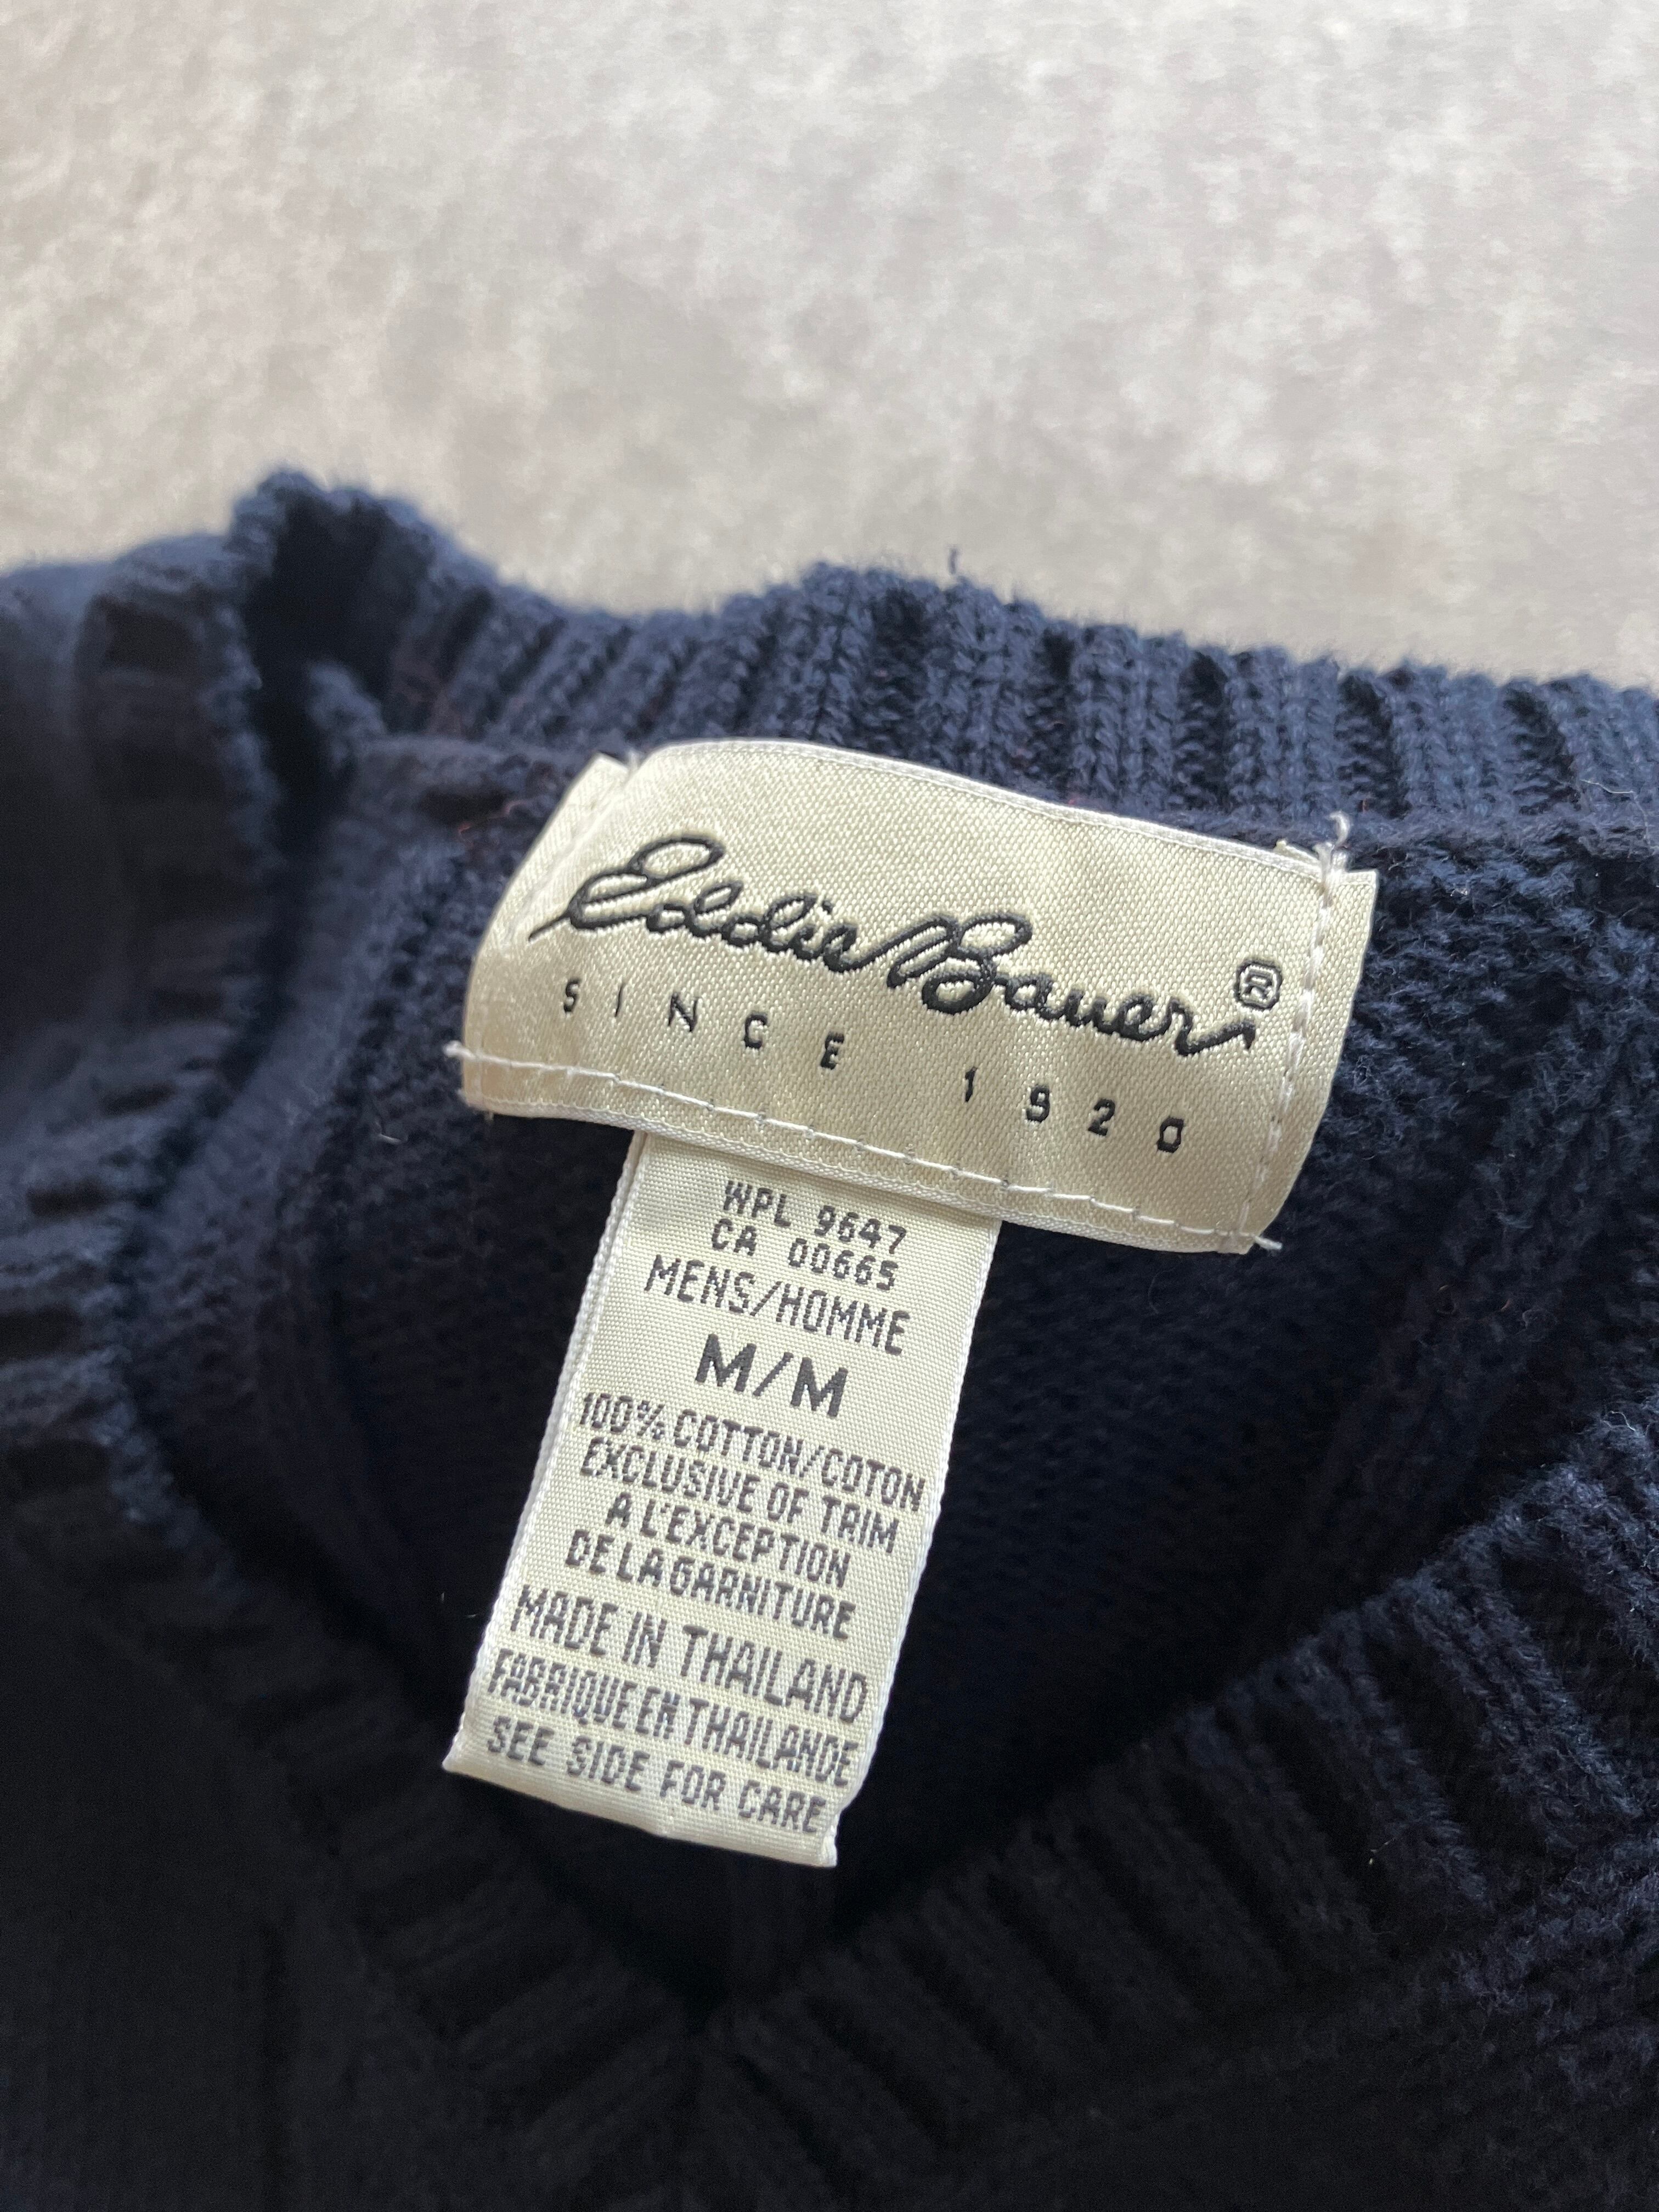 Eddie Bauer®
SINCE 1920
WPL 9647
CA 00665
MENS/HOMME
M/M
100% COTTON/COTON
EXCLUSIVE OF TRIM
A L'EXCEPTION
DE LA GARNITURE
MADE IN THAILAND
FABRIQUE EN THAILANDE
SEE SIDE FOR CARE